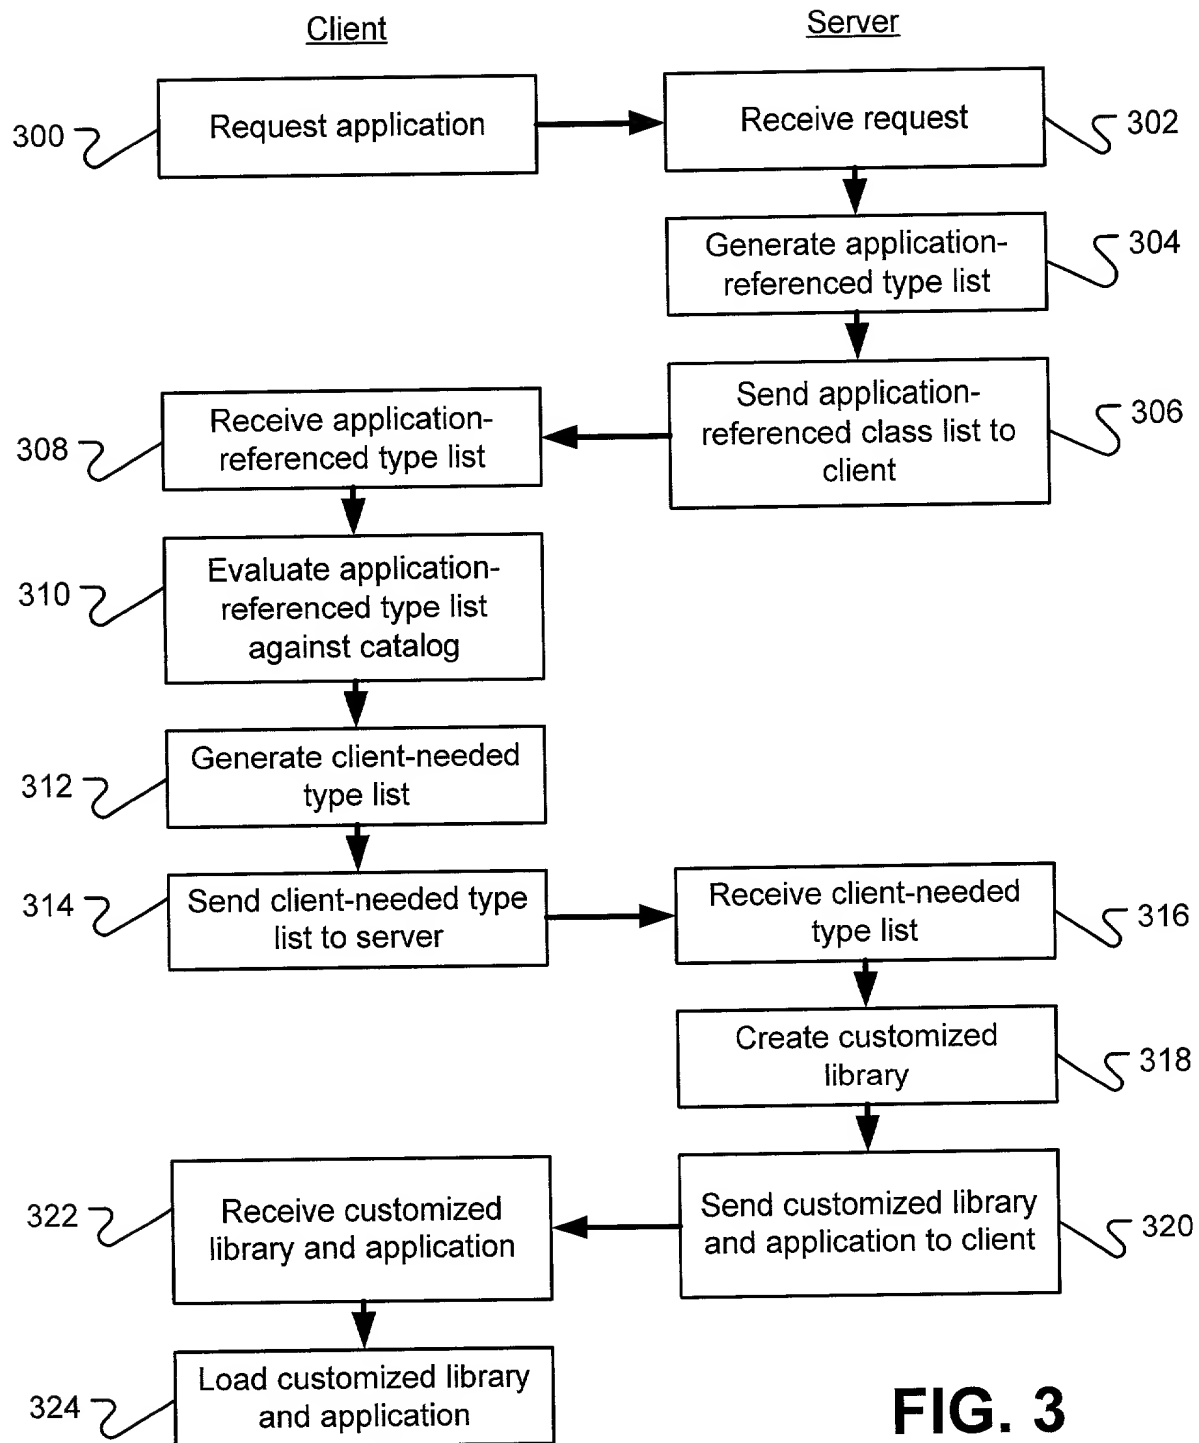 Client
Server
300
Request application
Receive request
302
Generate application-
referenced type list
304
Send application-
referenced class list to
client
306
308
Receive application-
referenced type list
310
Evaluate application-
referenced type list
against catalog
312
Generate client-needed
type list
314
Send client-needed type
list to server
Receive client-needed
type list
316
Create customized
library
318
Send customized library
and application to client
320
322
Receive customized
library and application
324
Load customized library
and application
FIG. 3